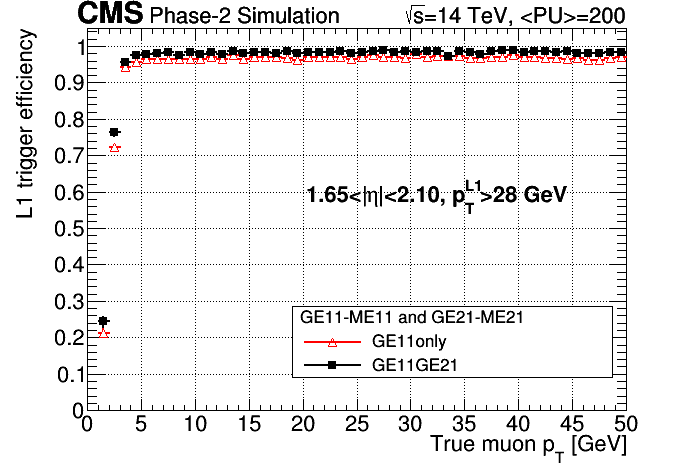 CMS Phase-2 Simulation √s=14 TeV, <PU>=200
L1 trigger efficiency
1
0.9
0.8
0.7
0.6
0.5
0.4
0.3
0.2
0.1
0
1.65<|η|<2.10, p_T^L1>28 GeV
GE11-ME11 and GE21-ME21
GE11only
GE11GE21
0 5 10 15 20 25 30 35 40 45 50
True muon p_T [GeV]